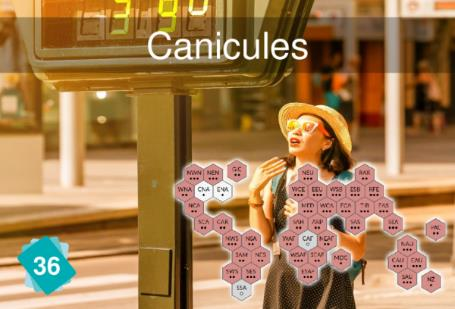 Canicules
NWN NEN GIC NEU RAR
WNA CNA ENA WCE EEU WSB ESB RFE
NCA MED WCA ECA TIB EAS
SCA CAR SAH ARP SAS SEA PAC
NWS NSA WAF CAF NEAF NAU
SAM NES WSAF SEAF MDG CAU EAU
36 SWS SES ESAF SAU NZ
SSA